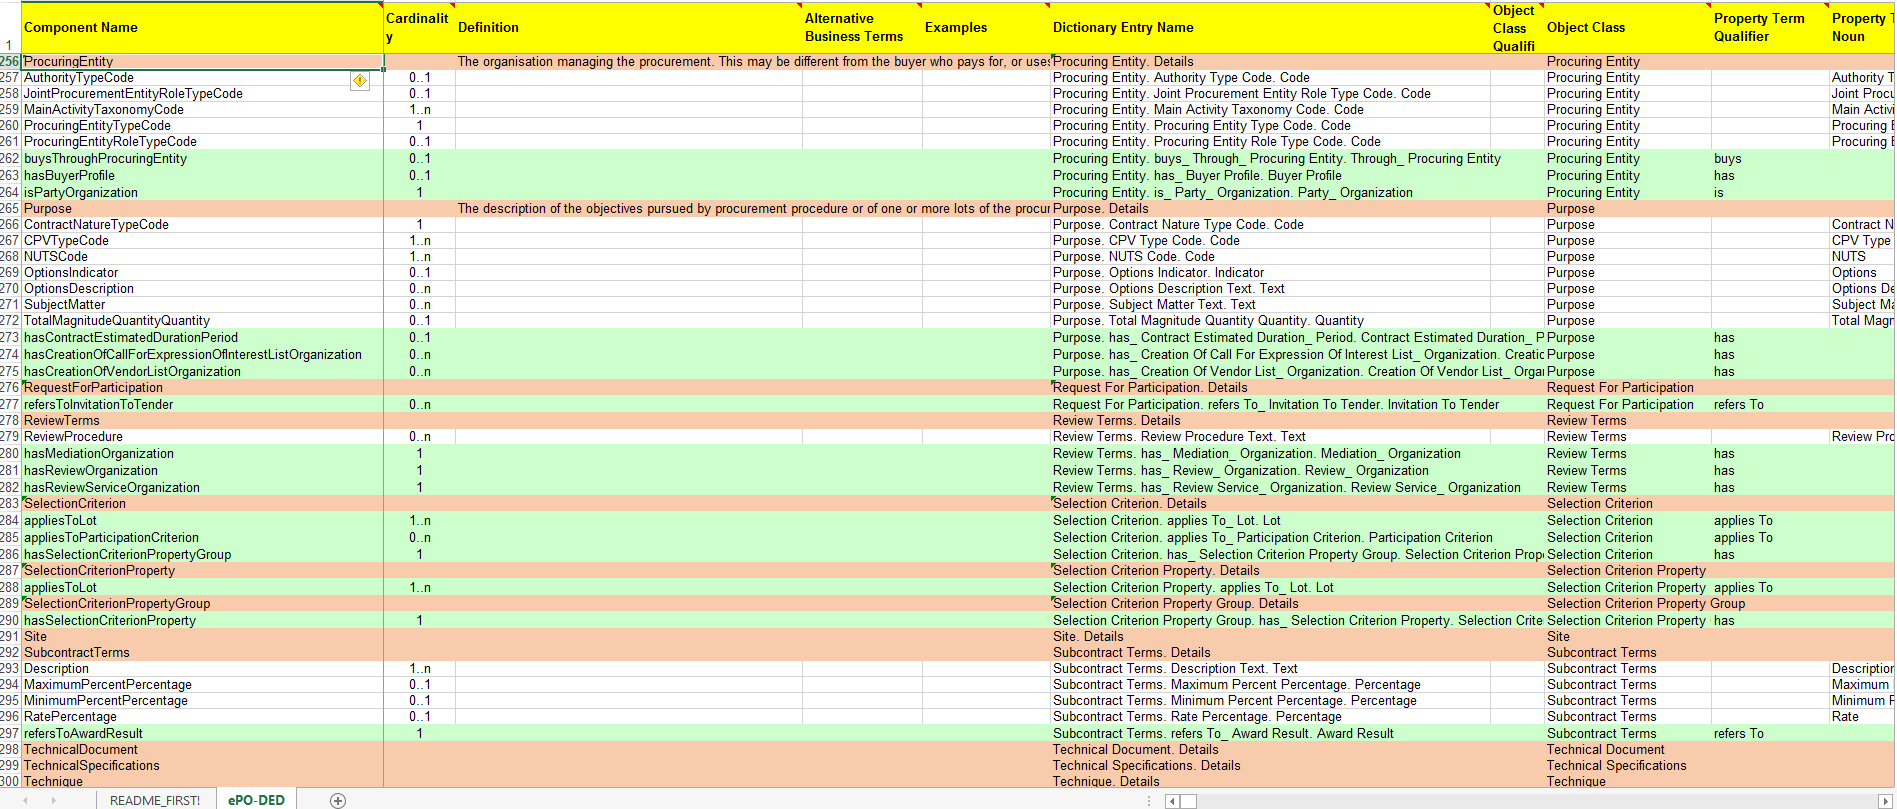 1 Component Name Cardinality Definition Alternative Business Terms Examples Dictionary Entry Name Object Class Qualifi Object Class Property Term Qualifier Property Noun
256 ProcuringEntity The organisation managing the procurement. This may be different from the buyer who pays for, or uses Procuring Entity. Details Procuring Entity
257 AuthorityTypeCode 0..1 Procuring Entity. Authority Type Code. Code Procuring Entity Authority T
258 JointProcurementEntityRoleTypeCode 0..1 Procuring Entity. Joint Procurement Entity Role Type Code. Code Procuring Entity Joint Procu
259 MainActivityTaxonomyCode 1..n Procuring Entity. Main Activity Taxonomy Code. Code Procuring Entity Main Activi
260 ProcuringEntityTypeCode 1 Procuring Entity. Procuring Entity Type Code. Code Procuring Entity Procuring
261 ProcuringEntityRoleTypeCode 0..1 Procuring Entity. Procuring Entity Role Type Code. Code Procuring Entity Procuring
262 buysThroughProcuringEntity 0..1 Procuring Entity. buys_ Through_ Procuring Entity. Through_ Procuring Entity Procuring Entity buys
263 hasBuyerProfile 0..1 Procuring Entity. has_ Buyer Profile. Buyer Profile Procuring Entity has
264 isPartyOrganization 1 Procuring Entity. is_ Party_ Organization. Party_ Organization Procuring Entity is
265 Purpose The description of the objectives pursued by procurement procedure or of one or more lots of the procur Purpose. Details Purpose
266 ContractNatureTypeCode 1 Purpose. Contract Nature Type Code. Code Purpose Contract N
267 CPVTypeCode 1..n Purpose. CPV Type Code. Code Purpose CPV Type
268 NUTSCode 1..n Purpose. NUTS Code. Code Purpose NUTS
269 OptionsIndicator 0..1 Purpose. Options Indicator. Indicator Purpose Options
270 OptionsDescription 0..n Purpose. Options Description Text. Text Purpose Options De
271 SubjectMatter 0..n Purpose. Subject Matter Text. Text Purpose Subject Ma
272 TotalMagnitudeQuantityQuantity 0..1 Purpose. Total Magnitude Quantity Quantity. Quantity Purpose Total Magn
273 hasContractEstimatedDurationPeriod 0..1 Purpose. has_ Contract Estimated Duration_ Period. Contract Estimated Duration_ P Purpose has
274 hasCreationOfCallForExpressionOfInterestListOrganization 0..n Purpose. has_ Creation Of Call For Expression Of Interest List_ Organization. Creatic Purpose has
275 hasCreationOfVendorListOrganization 0..n Purpose. has_ Creation Of Vendor List_ Organization. Creation Of Vendor List_ Orgar Purpose has
276 RequestForParticipation Request For Participation. Details Request For Participation
277 refersToInvitationToTender 0..n Request For Participation. refers To_ Invitation To Tender. Invitation To Tender Request For Participation refers To
278 ReviewTerms Review Terms. Details Review Terms
279 ReviewProcedure 0..n Review Terms. Review Procedure Text. Text Review Terms Review Pro
280 hasMediationOrganization 1 Review Terms. has_ Mediation_ Organization. Mediation_ Organization Review Terms has
281 hasReviewOrganization 1 Review Terms. has_ Review_ Organization. Review_ Organization Review Terms has
282 hasReviewServiceOrganization 1 Review Terms. has_ Review Service_ Organization. Review Service_ Organization Review Terms has
283 SelectionCriterion Selection Criterion. Details Selection Criterion
284 appliesToLot 1..n Selection Criterion. applies To_ Lot. Lot Selection Criterion applies To
285 appliesToParticipationCriterion 0..n Selection Criterion. applies To_ Participation Criterion. Participation Criterion Selection Criterion applies To
286 hasSelectionCriterionPropertyGroup 1 Selection Criterion. has_ Selection Criterion Property Group. Selection Criterion Prop Selection Criterion has
287 SelectionCriterionProperty Selection Criterion Property. Details Selection Criterion Property
288 appliesToLot 1..n Selection Criterion Property. applies To_ Lot. Lot Selection Criterion Property applies To
289 SelectionCriterionPropertyGroup Selection Criterion Property Group. Details Selection Criterion Property Group
290 hasSelectionCriterionProperty 1 Selection Criterion Property Group. has_ Selection Criterion Property. Selection Crite Selection Criterion Property has
291 Site Site. Details Site
292 SubcontractTerms Subcontract Terms. Details Subcontract Terms
293 Description 1..n Subcontract Terms. Description Text. Text Subcontract Terms Description
294 MaximumPercentPercentage 0..1 Subcontract Terms. Maximum Percent Percentage. Percentage Subcontract Terms Maximum
295 MinimumPercentPercentage 0..1 Subcontract Terms. Minimum Percent Percentage. Percentage Subcontract Terms Minimum P
296 RatePercentage 0..1 Subcontract Terms. Rate Percentage. Percentage Subcontract Terms Rate
297 refersToAwardResult 1 Subcontract Terms. refers To_ Award Result. Award Result Subcontract Terms refers To
298 TechnicalDocument Technical Document. Details Technical Document
299 TechnicalSpecifications Technical Specifications. Details Technical Specifications
300 Technique Technique. Details Technique
README_FIRST! ePO-DED